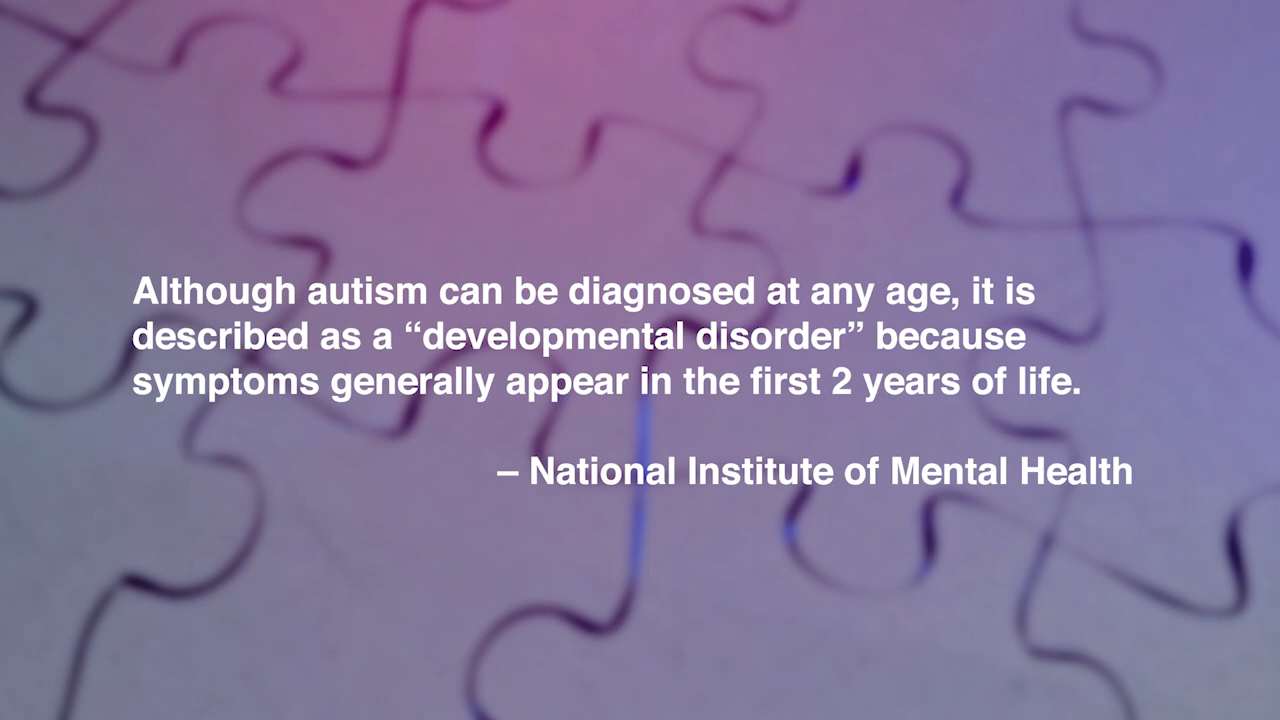 Although autism can be diagnosed at any age, it is
described as a “developmental disorder” because
symptoms generally appear in the first 2 years of life.
– National Institute of Mental Health